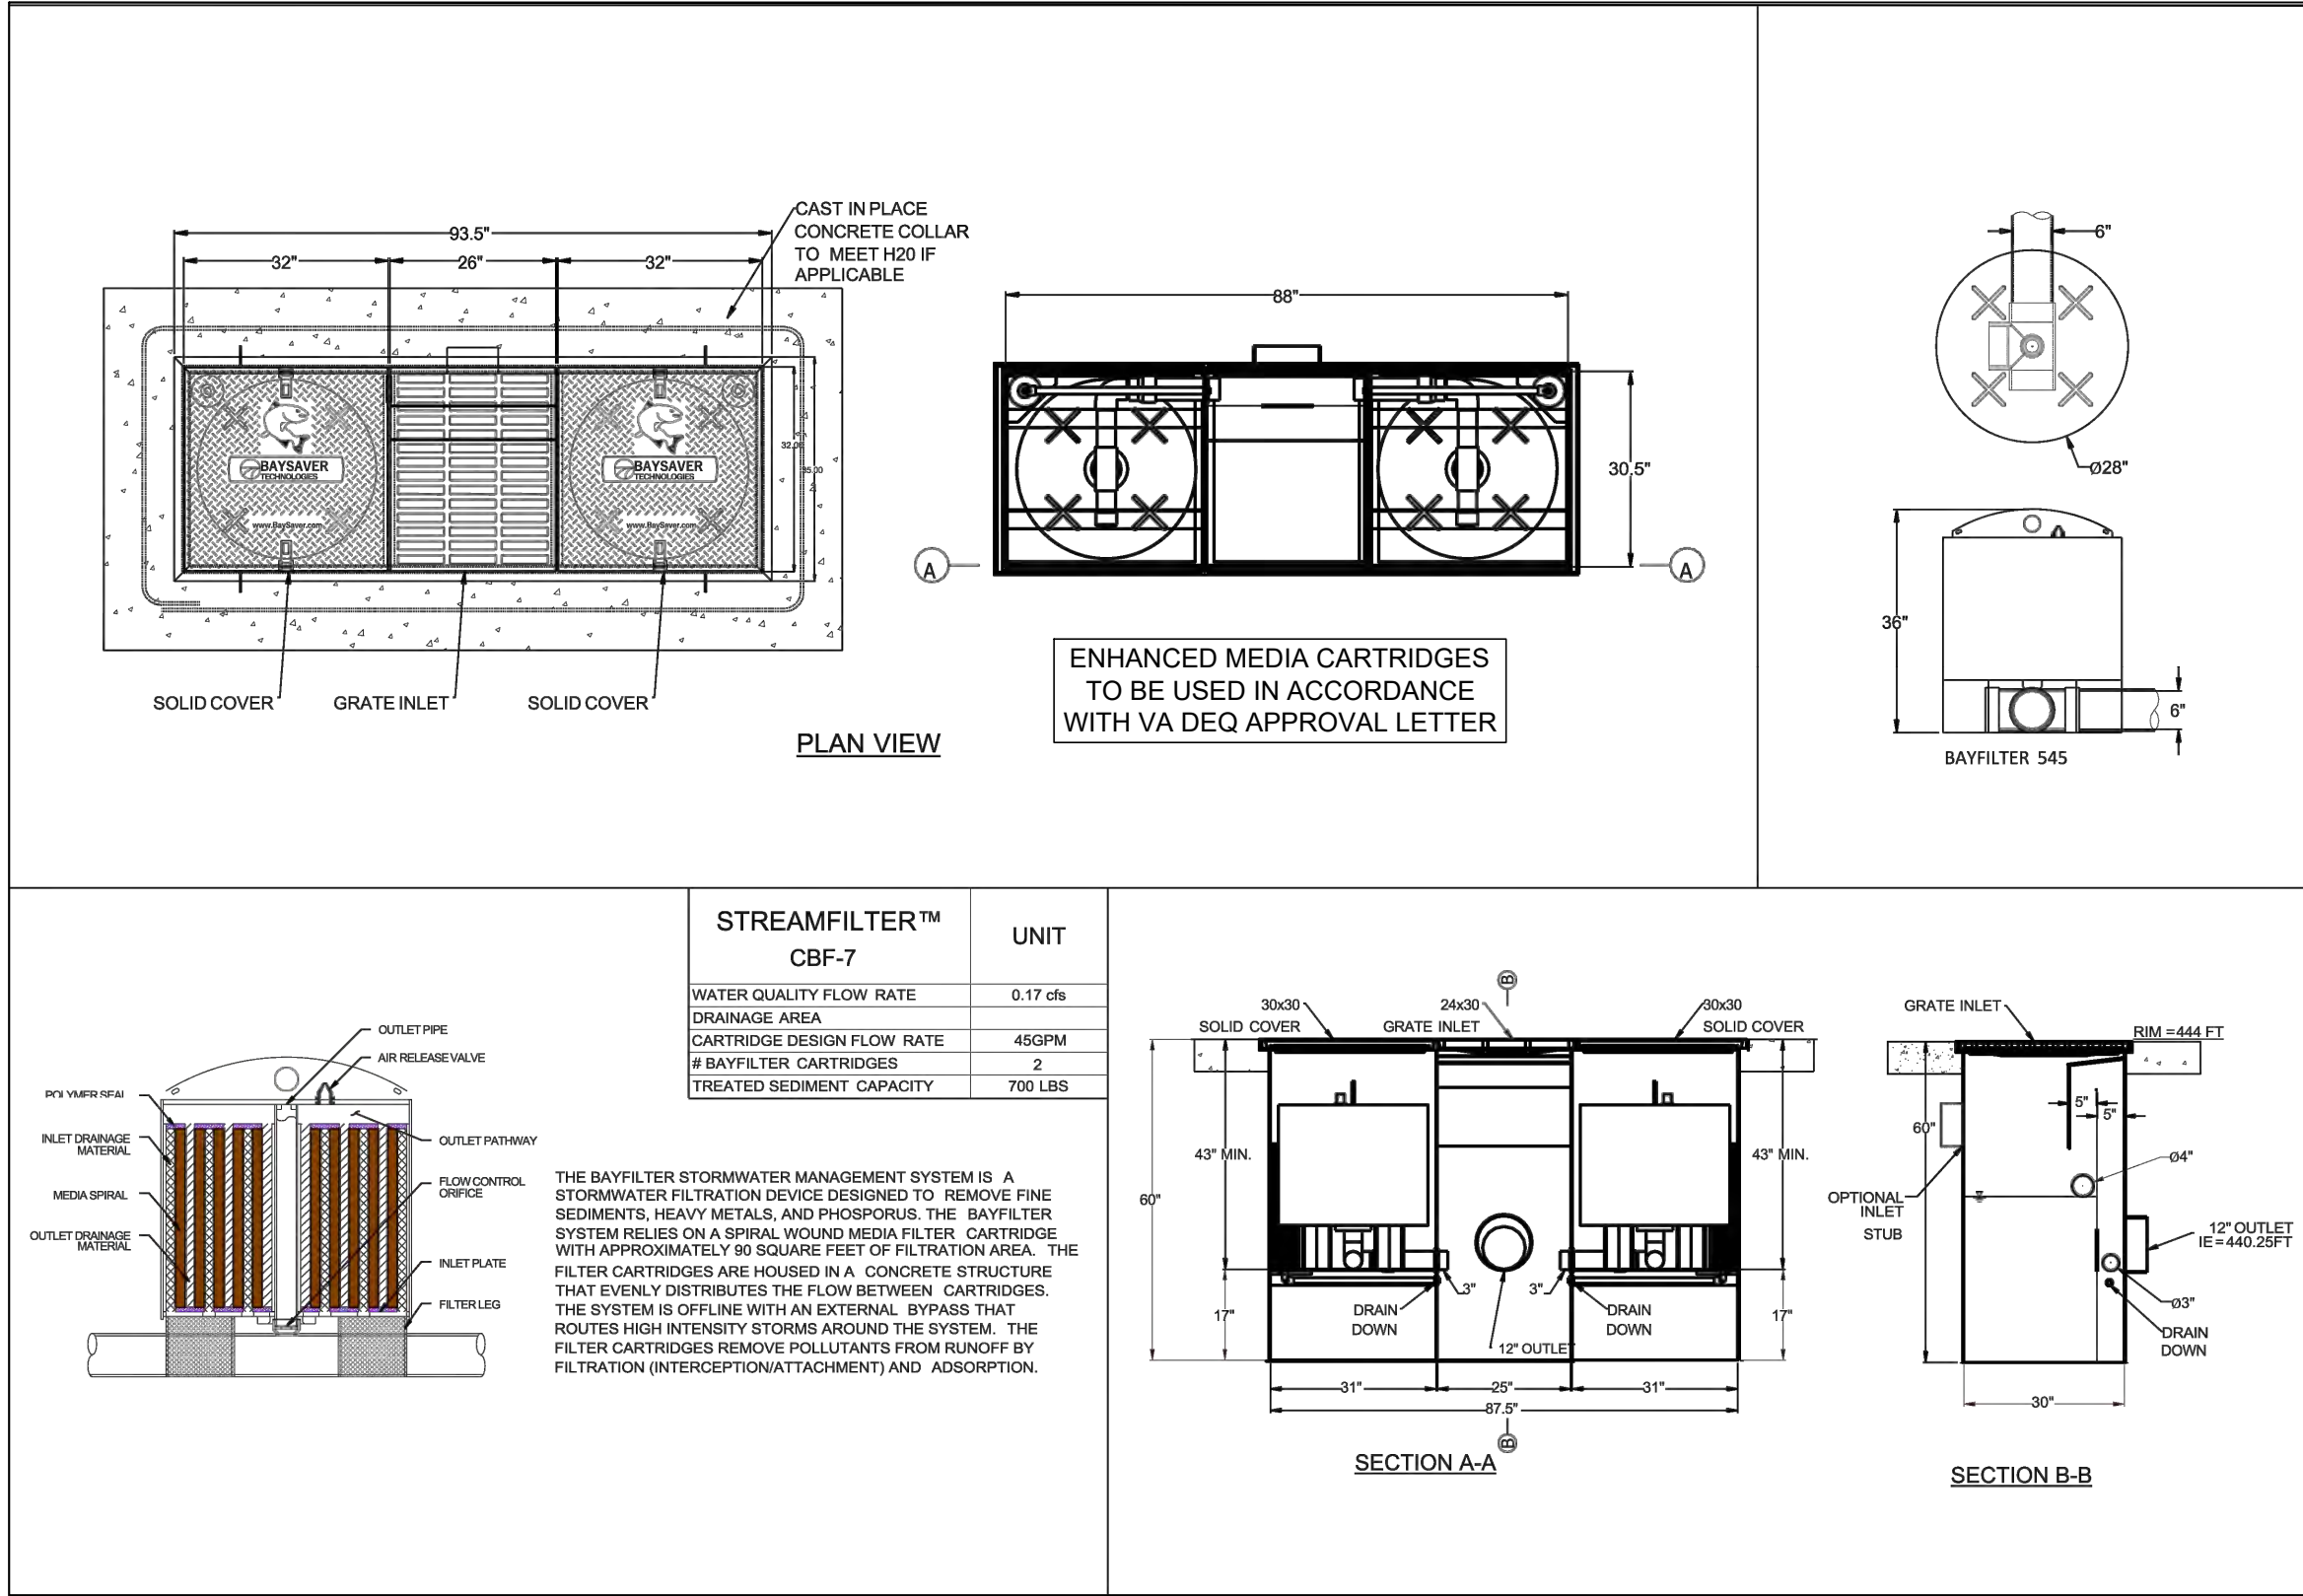 CAST IN PLACE
CONCRETE COLLAR
TO MEET H20 IF
APPLICABLE
93.5"
32"
26"
32"
32.00
35.00
BAYSAVER
TECHNOLOGIES
www.BaySaver.com
BAYSAVER
TECHNOLOGIES
www.BaySaver.com
SOLID COVER
GRATE INLET
SOLID COVER
PLAN VIEW
88"
30.5"
A
A
ENHANCED MEDIA CARTRIDGES
TO BE USED IN ACCORDANCE
WITH VA DEQ APPROVAL LETTER
6"
Ø28"
36"
6"
BAYFILTER 545
OUTLET PIPE
AIR RELEASE VALVE
POLYMER SEAL
INLET DRAINAGE
MATERIAL
MEDIA SPIRAL
OUTLET DRAINAGE
MATERIAL
OUTLET PATHWAY
FLOW CONTROL
ORIFICE
INLET PLATE
FILTER LEG
STREAMFILTER™
CBF-7
UNIT
WATER QUALITY FLOW RATE 0.17 cfs
DRAINAGE AREA
CARTRIDGE DESIGN FLOW RATE 45GPM
# BAYFILTER CARTRIDGES 2
TREATED SEDIMENT CAPACITY 700 LBS
THE BAYFILTER STORMWATER MANAGEMENT SYSTEM IS A
STORMWATER FILTRATION DEVICE DESIGNED TO REMOVE FINE
SEDIMENTS, HEAVY METALS, AND PHOSPORUS. THE BAYFILTER
SYSTEM RELIES ON A SPIRAL WOUND MEDIA FILTER CARTRIDGE
WITH APPROXIMATELY 90 SQUARE FEET OF FILTRATION AREA. THE
FILTER CARTRIDGES ARE HOUSED IN A CONCRETE STRUCTURE
THAT EVENLY DISTRIBUTES THE FLOW BETWEEN CARTRIDGES.
THE SYSTEM IS OFFLINE WITH AN EXTERNAL BYPASS THAT
ROUTES HIGH INTENSITY STORMS AROUND THE SYSTEM. THE
FILTER CARTRIDGES REMOVE POLLUTANTS FROM RUNOFF BY
FILTRATION (INTERCEPTION/ATTACHMENT) AND ADSORPTION.
B
30x30
SOLID COVER
24x30
GRATE INLET
30x30
SOLID COVER
43" MIN.
43" MIN.
60"
17"
17"
3"
3"
DRAIN
DOWN
DRAIN
DOWN
12" OUTLET
31"
25"
31"
87.5"
B
SECTION A-A
GRATE INLET
RIM =444 FT
5"
5"
60"
Ø4"
OPTIONAL
INLET
STUB
12" OUTLET
IE=440.25FT
Ø3"
DRAIN
DOWN
30"
SECTION B-B